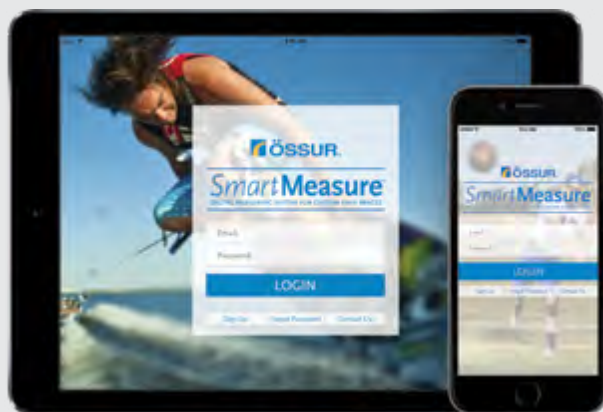 ÖSSUR
SmartMeasure
DIGITAL MEASURING SYSTEM FOR CUSTOM KNEE BRACES
Email
Password
LOGIN
Sign Up Forgot Password Contact Us
ÖSSUR
SmartMeasure
LOGIN